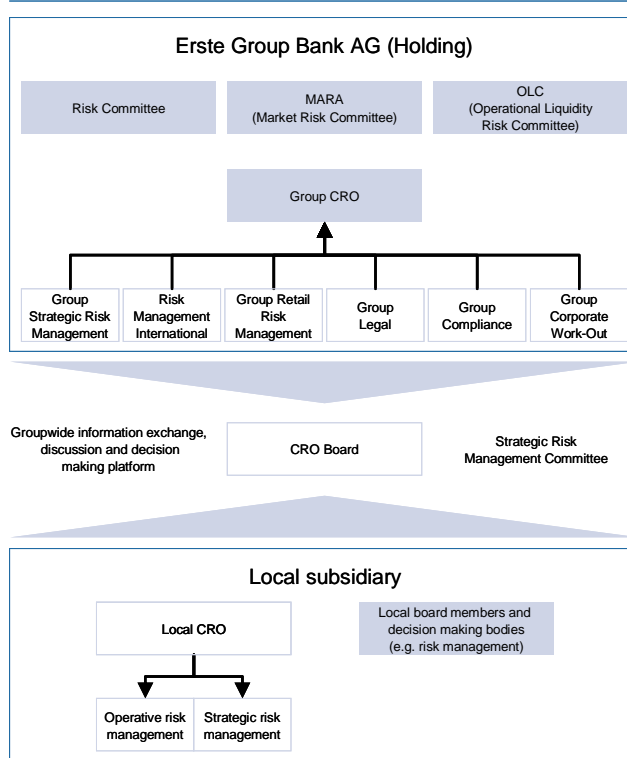 Erste Group Bank AG (Holding)
Risk Committee
MARA
(Market Risk Committee)
OLC
(Operational Liquidity
Risk Committee)
Group CRO
Group
Strategic Risk
Management
Risk
Management
International
Group Retail
Risk
Management
Group
Legal
Group
Compliance
Group
Corporate
Work-Out
Groupwide information exchange,
discussion and decision
making platform
CRO Board
Strategic Risk
Management Committee
Local subsidiary
Local CRO
Local board members and
decision making bodies
(e.g. risk management)
Operative risk
management
Strategic risk
management